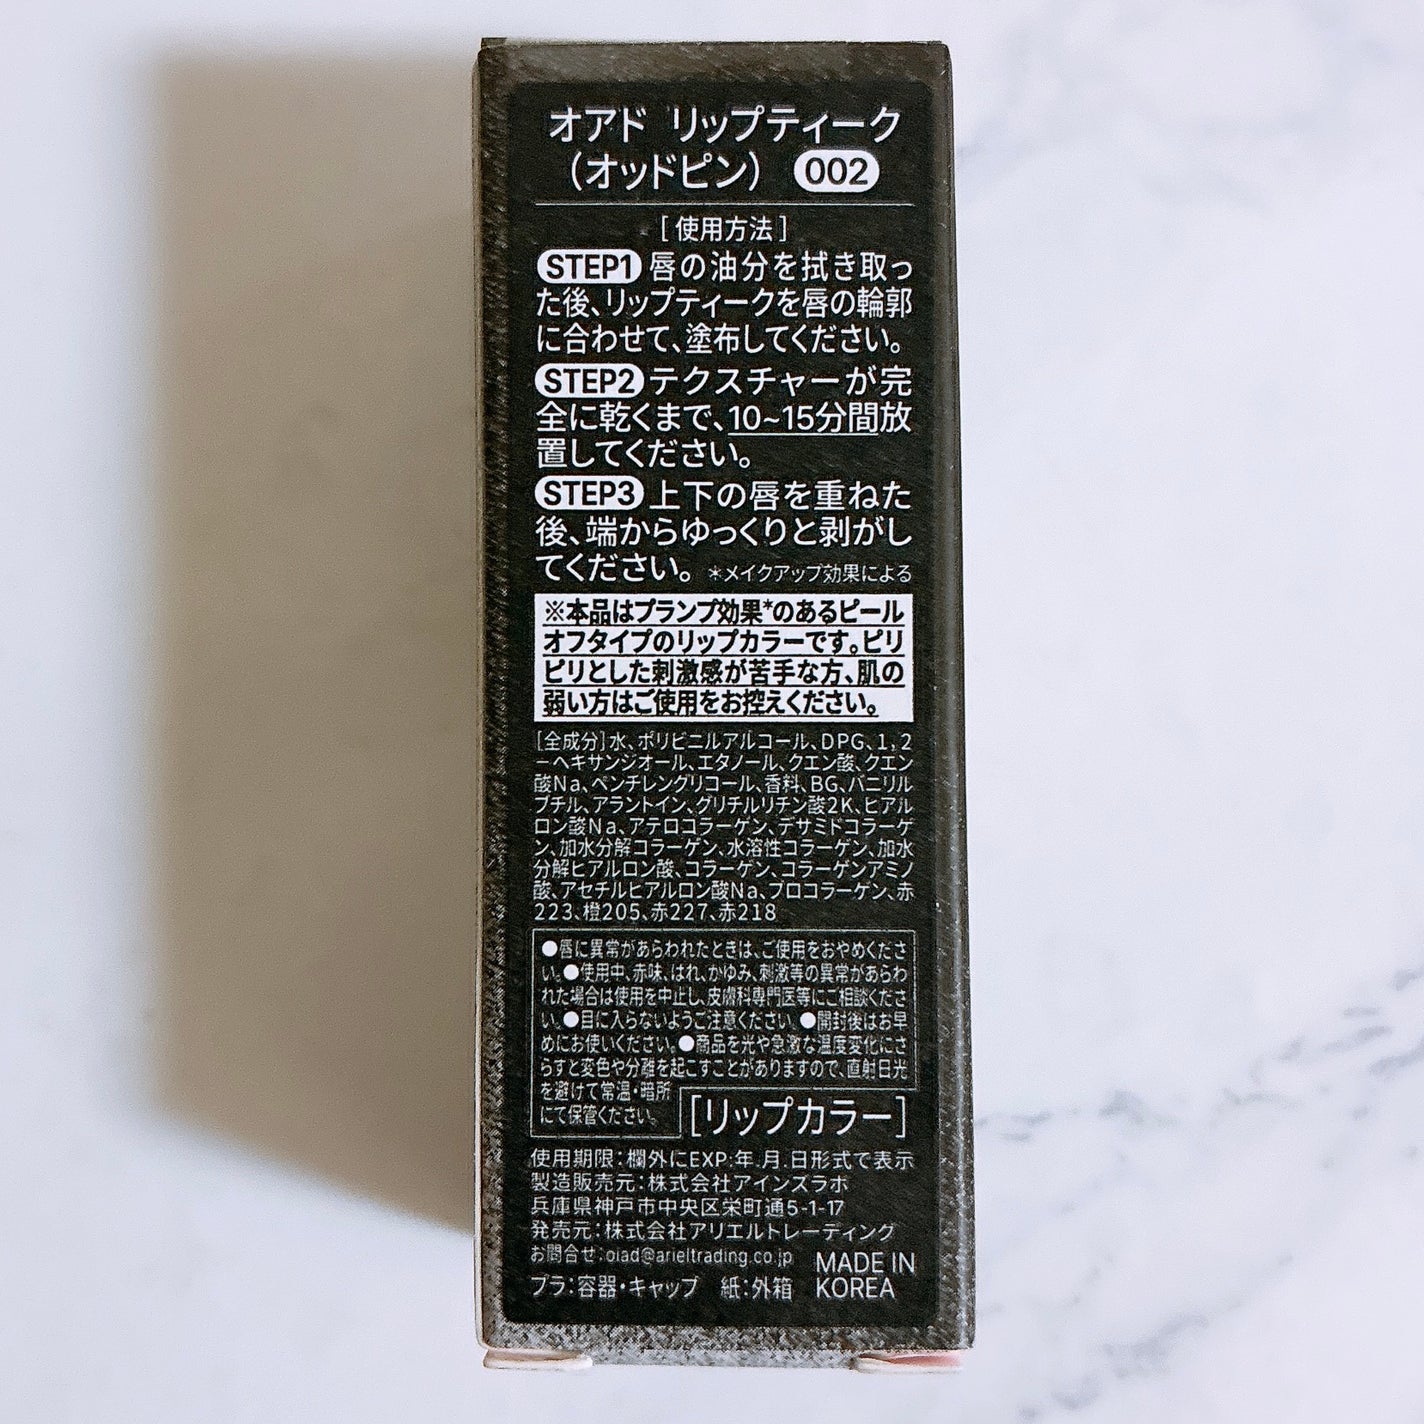 オアド リップティーク
（オッドピン） 002
［使用方法］
STEP1 唇の油分を拭き取っ
た後、リップティークを唇の輪郭
に合わせて、塗布してください。
STEP2 テクスチャーが完
全に乾くまで、10~15分間放
置してください。
STEP3 上下の唇を重ねた
後、端からゆっくりと剥がし
てください。 ＊メイクアップ効果による
※本品はプランプ効果*のあるピール
オフタイプのリップカラーです。ピリ
ピリとした刺激感が苦手な方、肌の
弱い方はご使用をお控えください。
[全成分]水、ポリビニルアルコール、DPG、1,2
－ヘキサンジオール、エタノール、クエン酸、クエン
酸Na、ペンチレングリコール、香料、BG、バニリル
ブチル、アラントイン、グリチルリチン酸2K、ヒアル
ロン酸Na、アテロコラーゲン、デサミドコラーゲ
ン、加水分解コラーゲン、水溶性コラーゲン、加水
分解ヒアルロン酸、コラーゲン、コラーゲンアミノ
酸、アセチルヒアルロン酸Na、プロコラーゲン、赤
223、橙205、赤227、赤218
●唇に異常があらわれたときは、ご使用をおやめくださ
い。●使用中、赤味、はれ、かゆみ、刺激等の異常があらわ
れた場合は使用を中止し、皮膚科専門医等にご相談くださ
い。●目に入らないようご注意ください。●開封後はお早
めにお使いください。●商品を光や急激な温度変化にさ
らすと変色や分離を起こすことがありますので、直射日光
を避けて常温・暗所
にて保管ください。
［リップカラー］
使用期限：欄外にEXP:年.月.日形式で表示
製造販売元：株式会社アインズラボ
兵庫県神戸市中央区栄町通5-1-17
発売元：株式会社アリエルトレーディング
お問合せ：oiad@arieltrading.co.jp
プラ：容器・キャップ 紙：外箱
MADE IN
KOREA